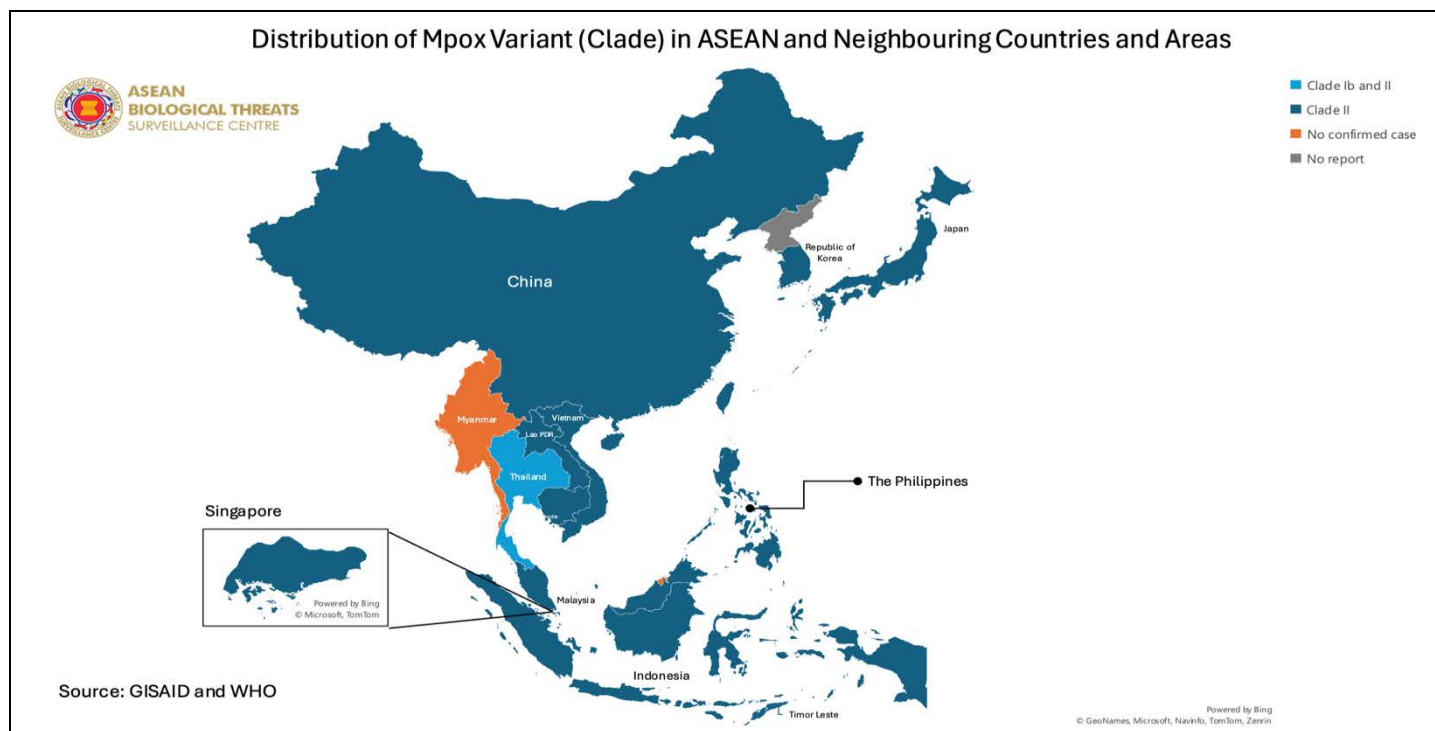 Distribution of Mpox Variant (Clade) in ASEAN and Neighbouring Countries and Areas
ASEAN
BIOLOGICAL THREATS
SURVEILLANCE CENTRE
Clade Ib and II
Clade II
No confirmed case
No report
Japan
Republic of
Korea
China
Myanmar
Vietnam
Lao PDR
Thailand
The Philippines
Singapore
Powered by Bing
© Microsoft, TomTom
Malaysia
Indonesia
Source: GISAID and WHO
Timor Leste
Powered by Bing
© GeoNames, Microsoft, Navinfo, TomTom, Zenrin